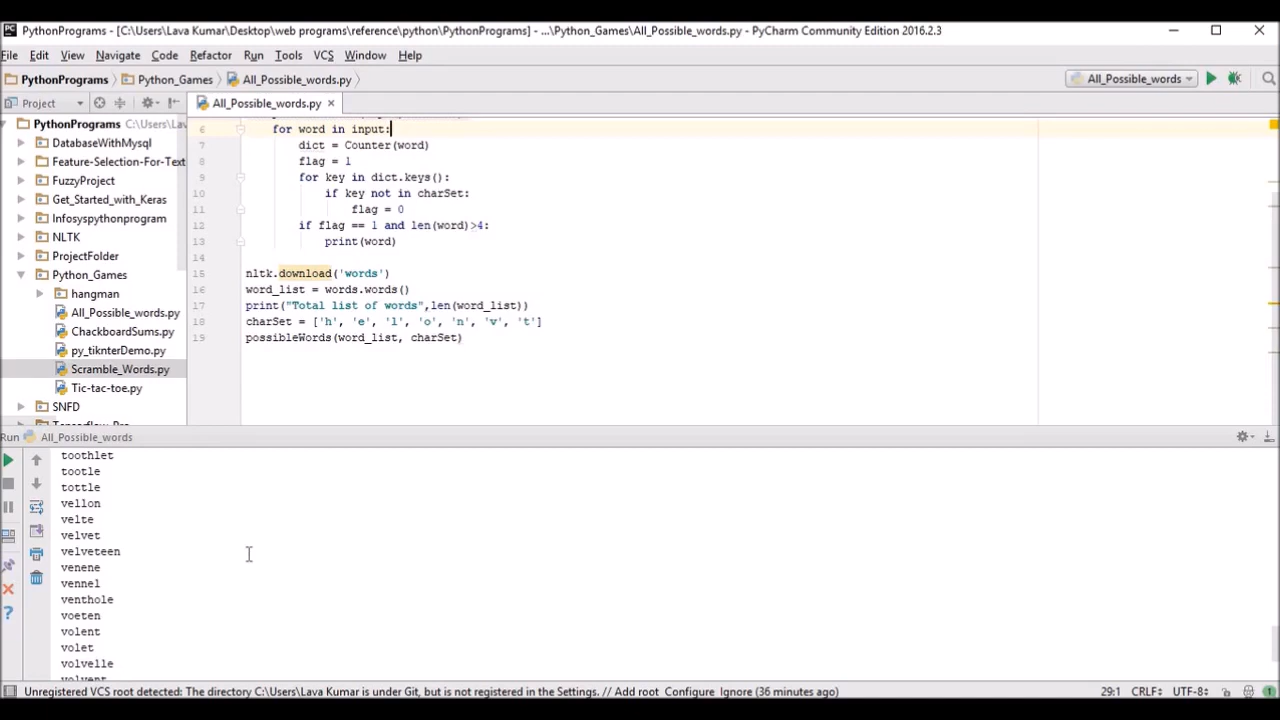 PC PythonPrograms - [C:\Users\Lava Kumar\Desktop\web programs\reference\python\PythonPrograms] - ...\Python_Games\All_Possible_words.py - PyCharm Community Edition 2016.2.3
File Edit View Navigate Code Refactor Run Tools VCS Window Help
PythonPrograms Python_Games All_Possible_words.py All_Possible_words
Project All_Possible_words.py
PythonPrograms C:\Users\Lav
DatabaseWithMysql
Feature-Selection-For-Text
FuzzyProject
Get_Started_with_Keras
Infosyspythonprogram
NLTK
ProjectFolder
Python_Games
hangman
All_Possible_words.py
ChackboardSums.py
py_tiknterDemo.py
Scramble_Words.py
Tic-tac-toe.py
SNFD
6 for word in input:
7 dict = Counter(word)
8 flag = 1
9 for key in dict.keys():
10 if key not in charSet:
11 flag = 0
12 if flag == 1 and len(word)>4:
13 print(word)
14
15 nltk.download('words')
16 word_list = words.words()
17 print("Total list of words",len(word_list))
18 charSet = ['h', 'e', 'l', 'o', 'n', 'v', 't']
19 possibleWords(word_list, charSet)
Run All_Possible_words
toothlet
tootle
tottle
vellon
velte
velvet
velveteen
venene
vennel
venthole
voeten
volent
volet
volvelle
Unregistered VCS root detected: The directory C:\Users\Lava Kumar is under Git, but is not registered in the Settings. // Add root Configure Ignore (36 minutes ago) 29:1 CRLF÷ UTF-8÷